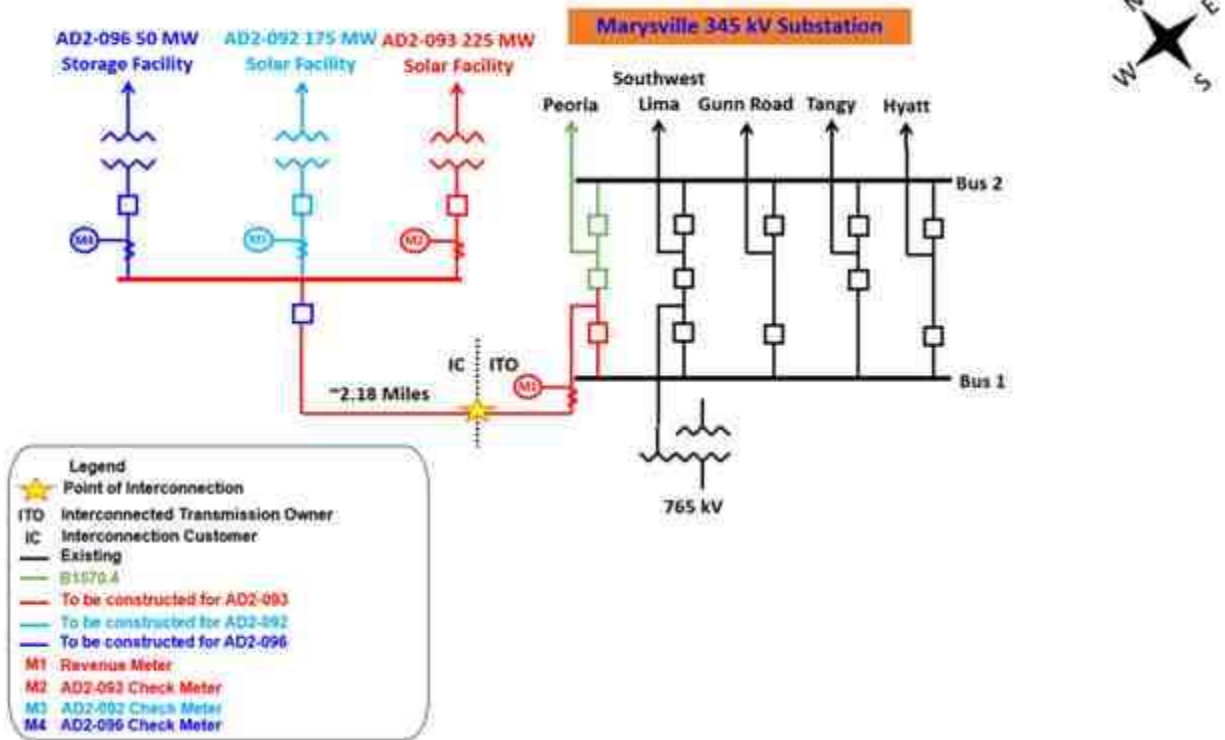 Marysville 345 kV Substation
E
W
S
AD2-096 50 MW
Storage Facility
AD2-092 175 MW
Solar Facility
AD2-093 225 MW
Solar Facility
Peoria
Southwest
Lima
Gunn Road
Tangy
Hyatt
Bus 2
M4
M3
M2
IC
ITO
M1
Bus 1
~2.18 Miles
765 kV
Legend
Point of Interconnection
ITO Interconnected Transmission Owner
IC Interconnection Customer
Existing
B1570.4
To be constructed for AD2-093
To be constructed for AD2-092
To be constructed for AD2-096
M1 Revenue Meter
M2 AD2-093 Check Meter
M3 AD2-092 Check Meter
M4 AD2-096 Check Meter